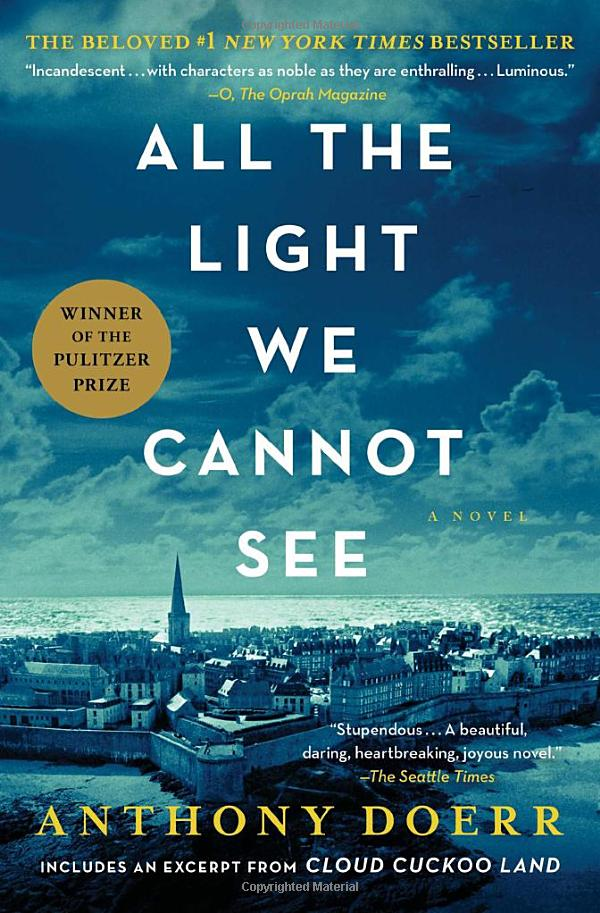 Copyrighted Material
THE BELOVED #1 NEW YORK TIMES BESTSELLER
“Incandescent...with characters as noble as they are enthralling...Luminous.”
—O, The Oprah Magazine
ALL THE
LIGHT
WE
CANNOT
SEE
WINNER
OF THE
PULITZER
PRIZE
A NOVEL
“Stupendous...A beautiful,
daring, heartbreaking, joyous novel.”
—The Seattle Times
ANTHONY DOERR
INCLUDES AN EXCERPT FROM CLOUD CUCKOO LAND
Copyrighted Material